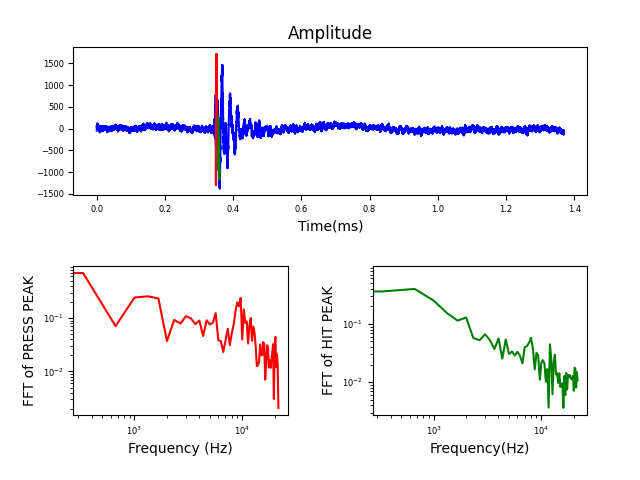 Amplitude
1500
1000
500
0
−500
−1000
−1500
0.0 0.2 0.4 0.6 0.8 1.0 1.2 1.4
Time(ms)
FFT of PRESS PEAK
10⁻¹
10⁻²
10³ 10⁴
Frequency (Hz)
FFT of HIT PEAK
10⁻¹
10⁻²
10³ 10⁴
Frequency(Hz)